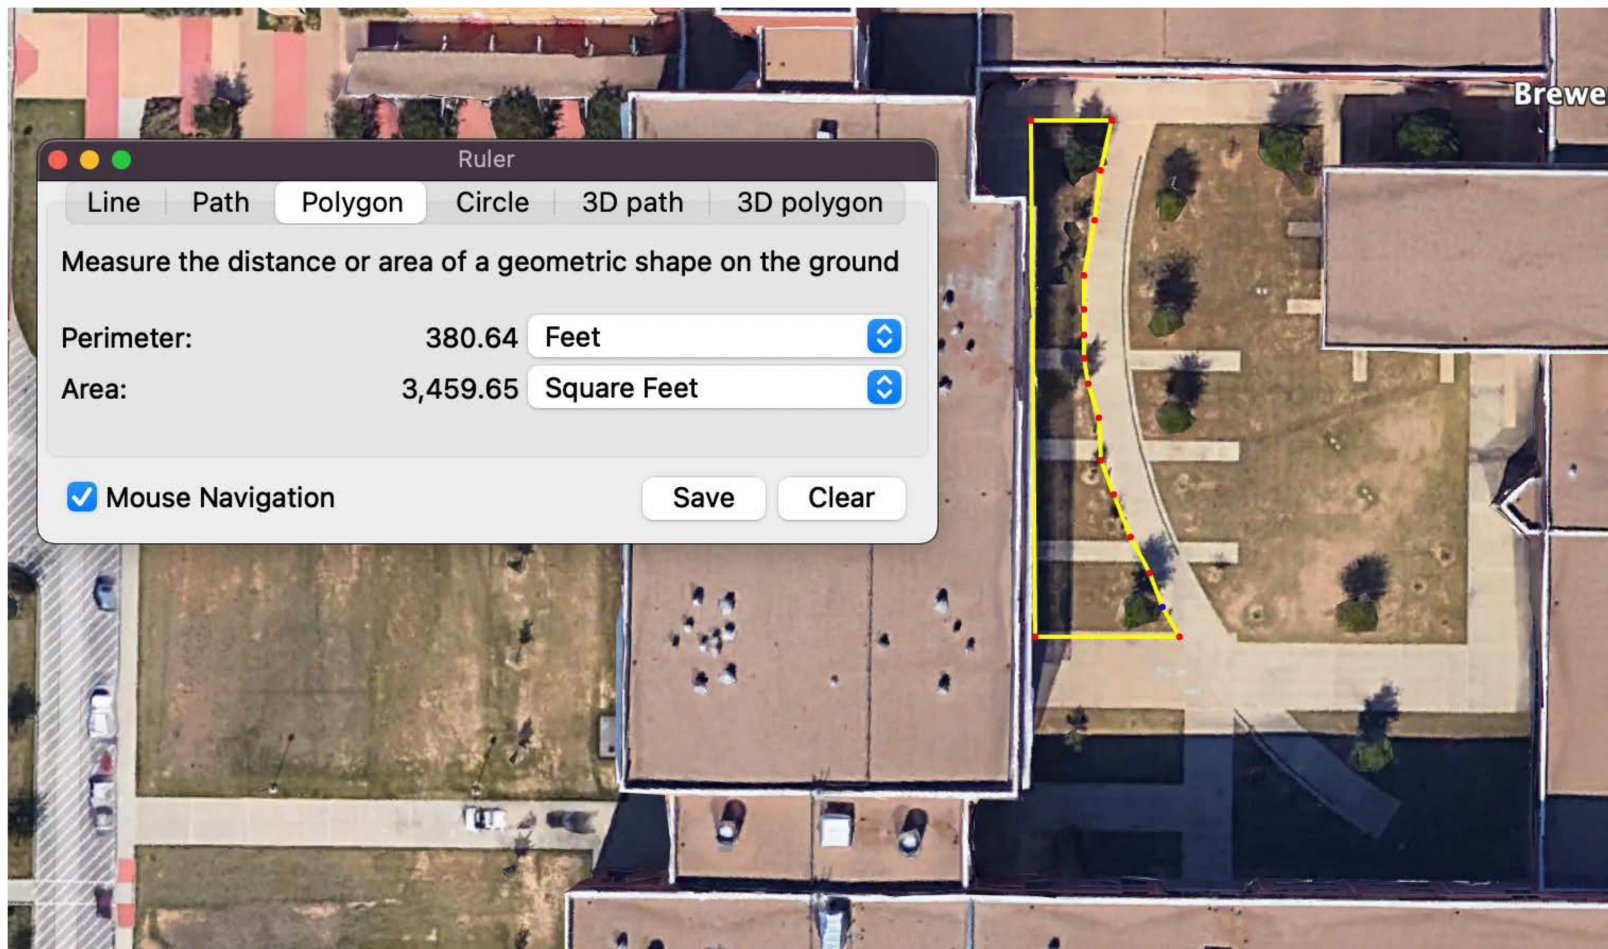 Ruler
Line Path Polygon Circle 3D path 3D polygon
Measure the distance or area of a geometric shape on the ground
Perimeter: 380.64 Feet
Area: 3,459.65 Square Feet
Mouse Navigation Save Clear
Brewe